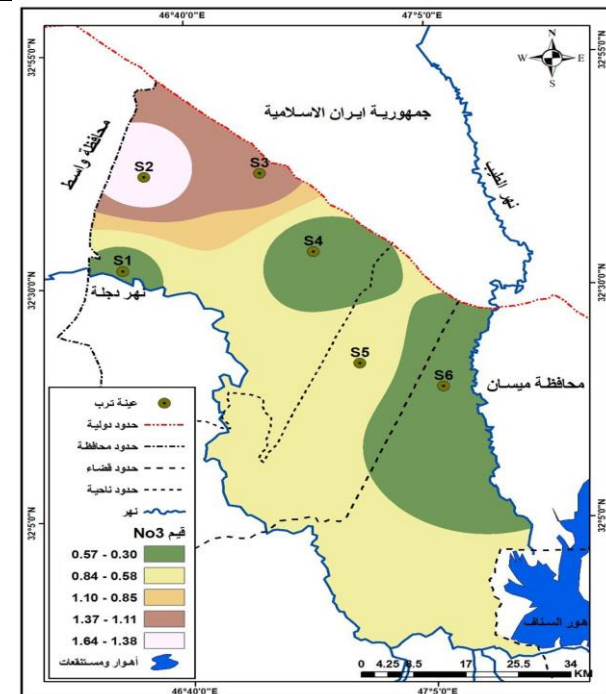 46°40'0"E
47°5'0"E
32°55'0"N
32°55'0"N
N
W
E
S
جمهورية ايران الاسلامية
محافظة واسط
S2
S3
نهر الطيب
S4
S1
32°30'0"N
32°30'0"N
نهر دجلة
S5
S6
محافظة ميسان
عينة ترب
حدود دولية
حدود محافظة
حدود قضاء
حدود ناحية
نهر
قيم No3
0.57 - 0.30
0.84 - 0.58
1.10 - 0.85
1.37 - 1.11
1.64 - 1.38
أهوار ومستنقعات
32°5'0"N
32°5'0"N
هور السناف
0 4.25 8.5 17 25.5 34
KM
46°40'0"E
47°5'0"E